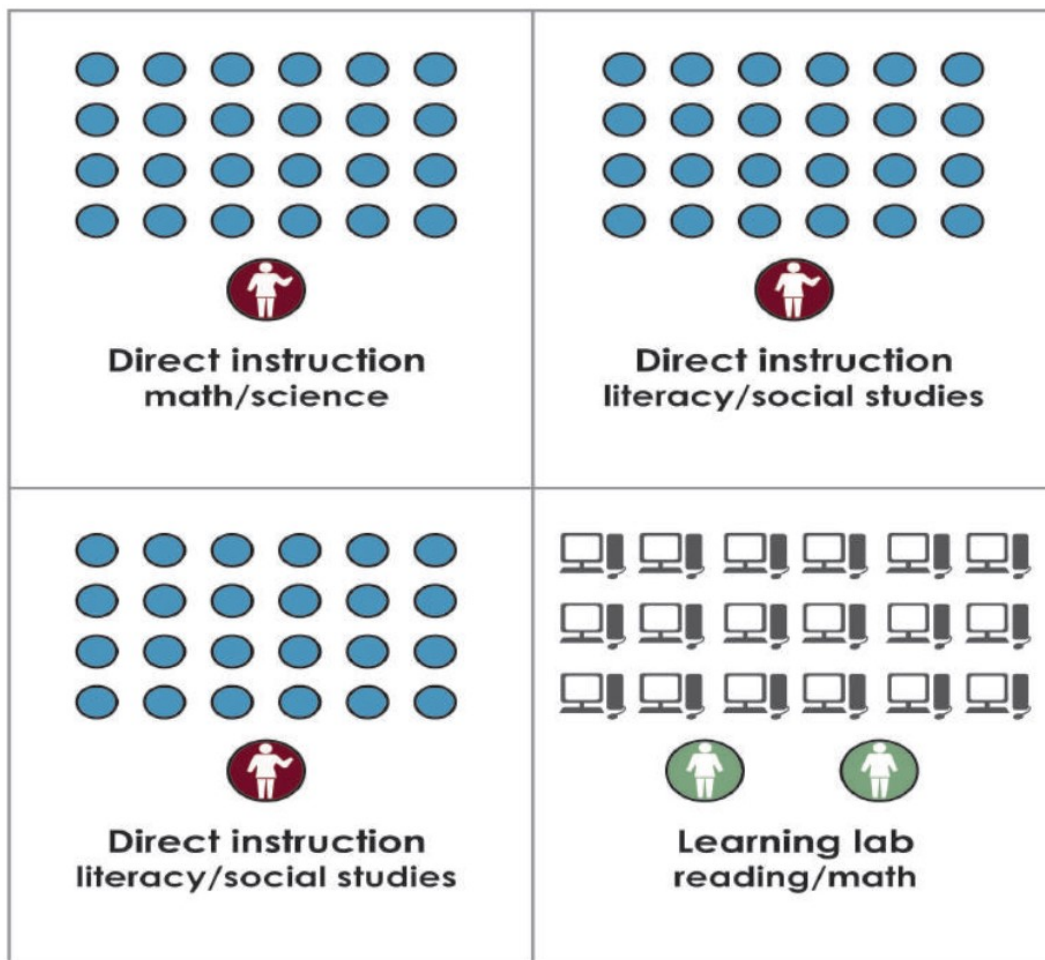 Direct instruction
math/science
Direct instruction
literacy/social studies
Direct instruction
literacy/social studies
Learning lab
reading/math